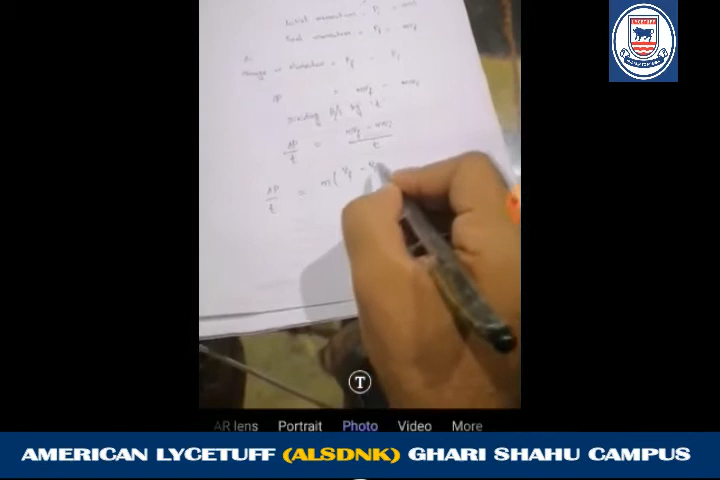 Initial momentum = Pi = mvi
final momentum = Pf = mvf
change in momentum = Pf Pi
ΔP = mvf - mvi
Dividing B/S by 't'
ΔP/t = mvf - mvi/t
ΔP/t = m( vf - v
T
AR lens Portrait Photo Video More
AMERICAN LYCETUFF (ALSDNK) GHARI SHAHU CAMPUS